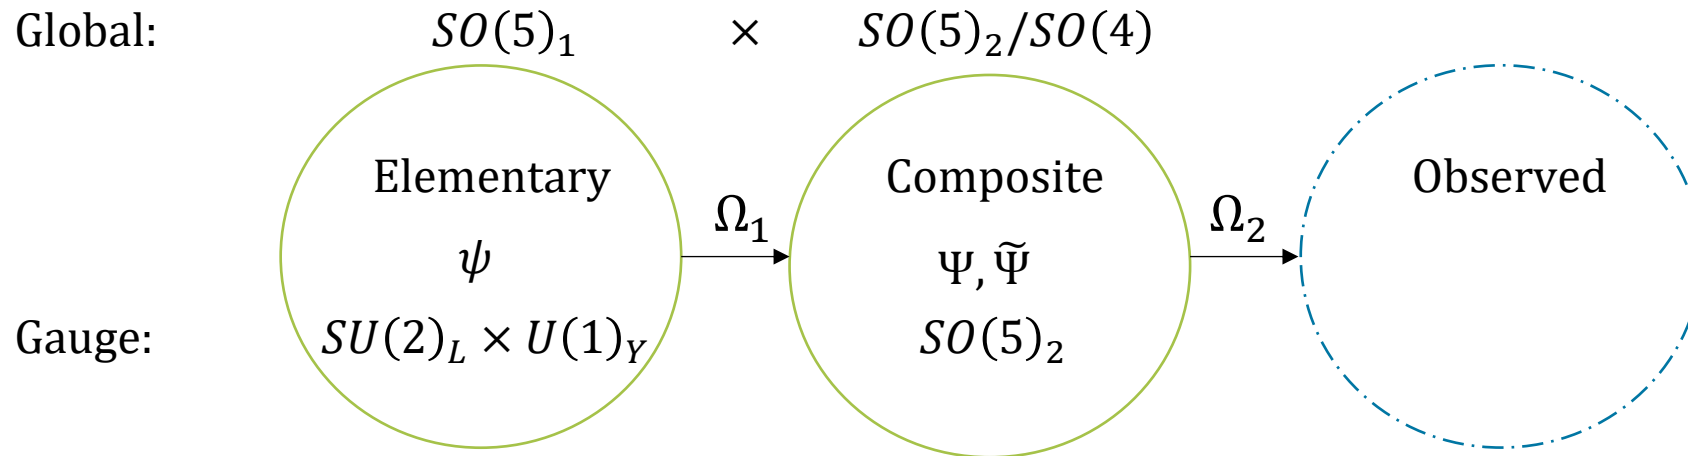 Global: SO(5)₁ × SO(5)₂/SO(4)
Elementary Composite Observed
Ω₁ Ω₂
ψ Ψ, Ψ̃
Gauge: SU(2)_L × U(1)_Y SO(5)₂